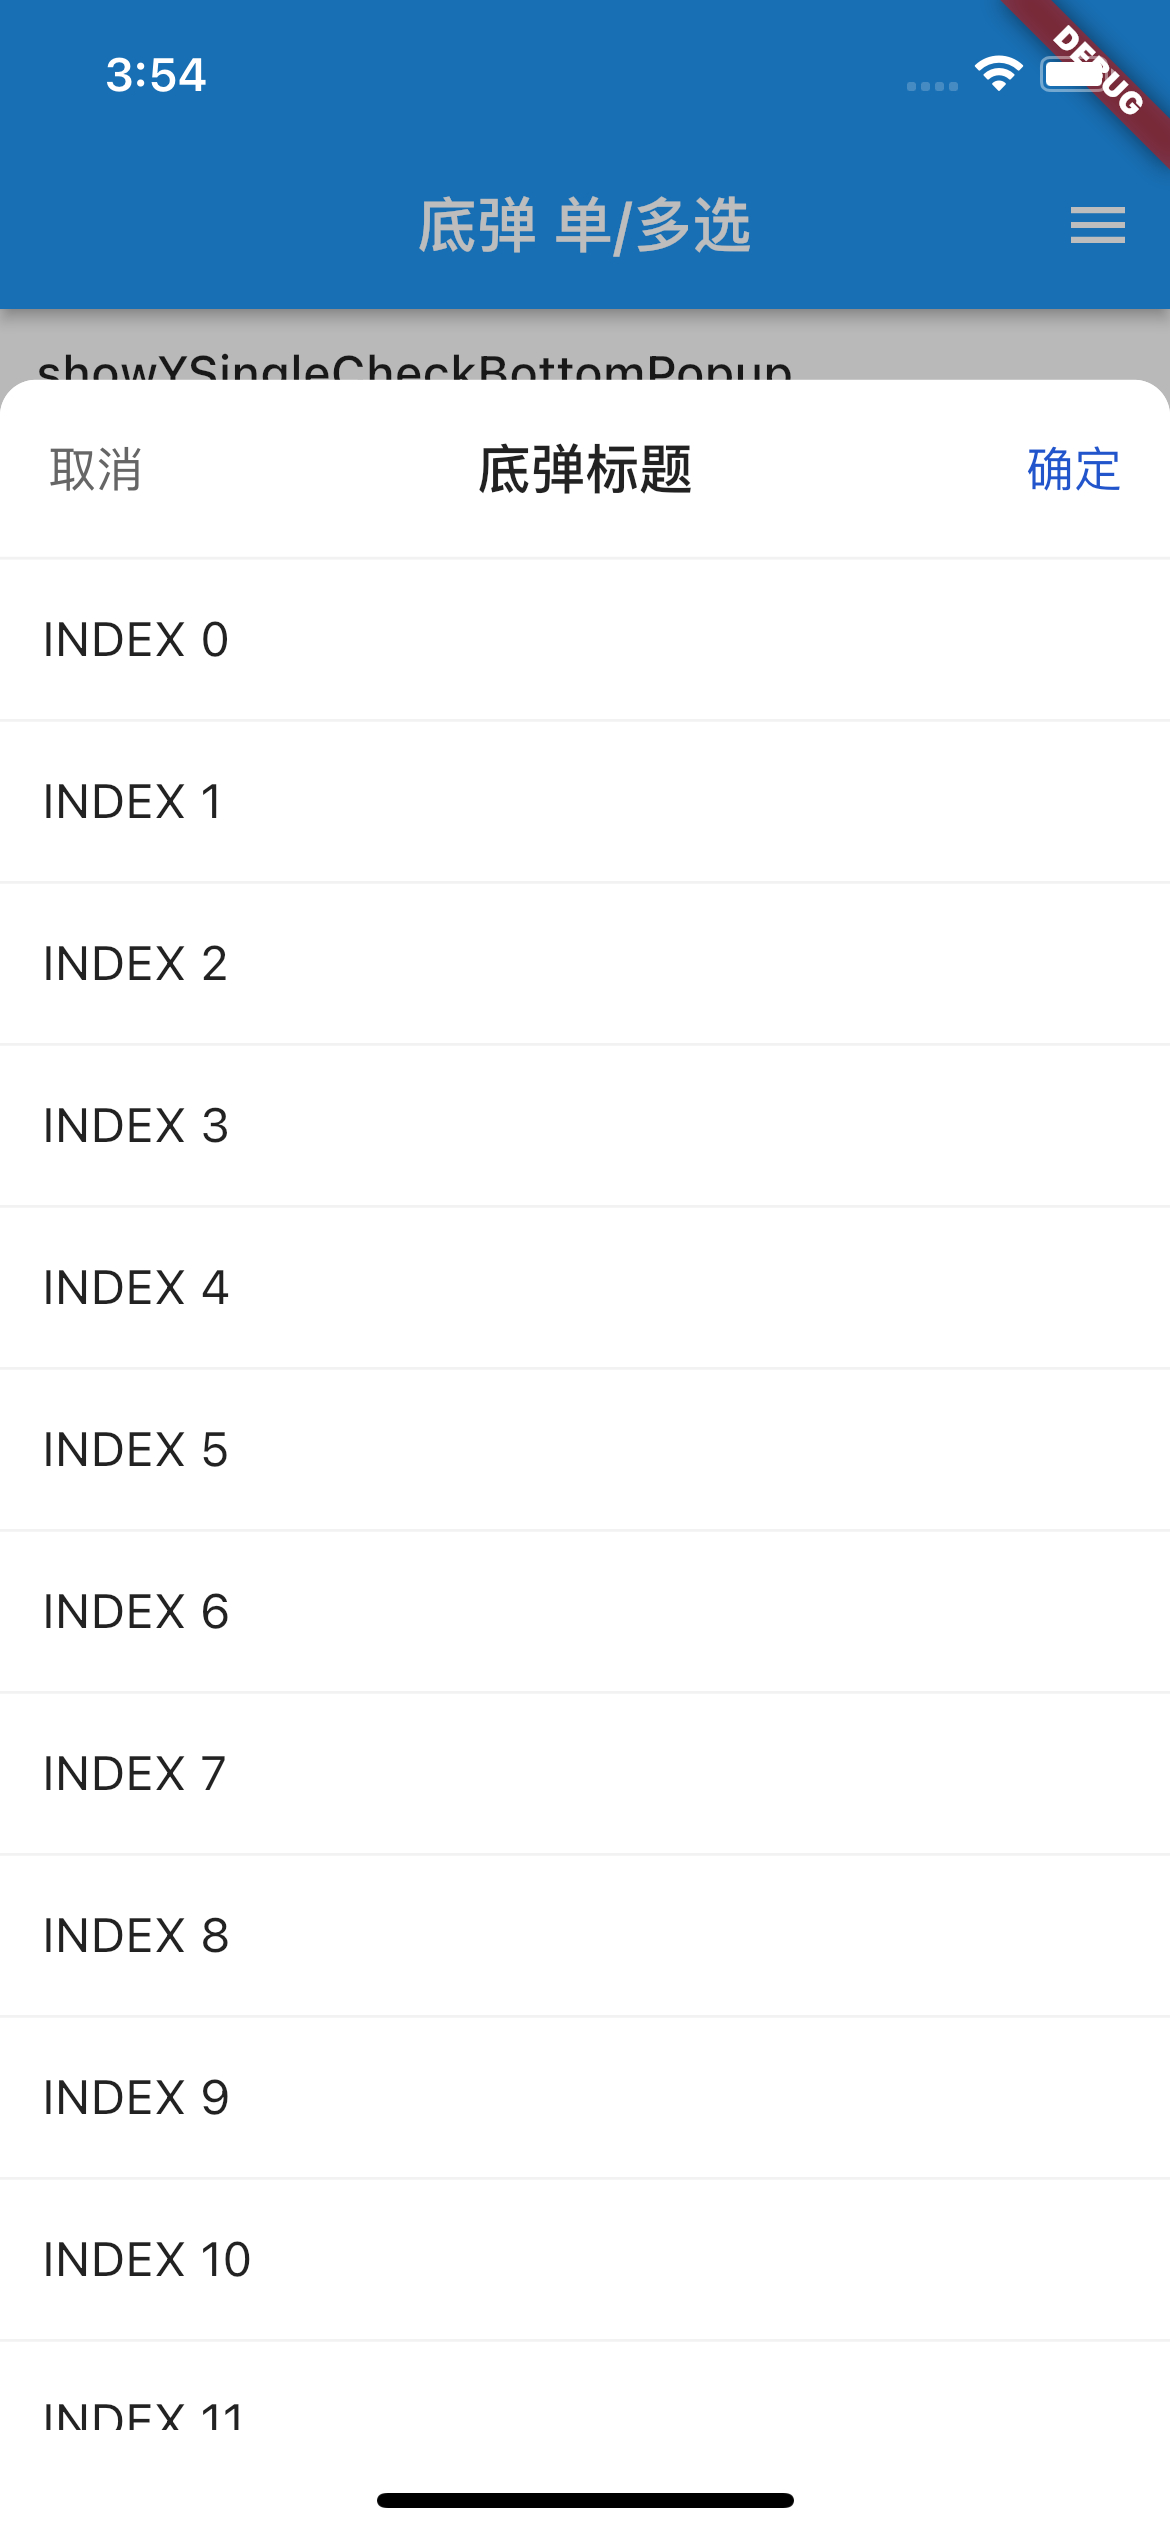 3:54
DEBUG
底弹 单/多选
showYSingleCheckBottomPopup
取消 底弹标题 确定
INDEX 0
INDEX 1
INDEX 2
INDEX 3
INDEX 4
INDEX 5
INDEX 6
INDEX 7
INDEX 8
INDEX 9
INDEX 10
INDEX 11